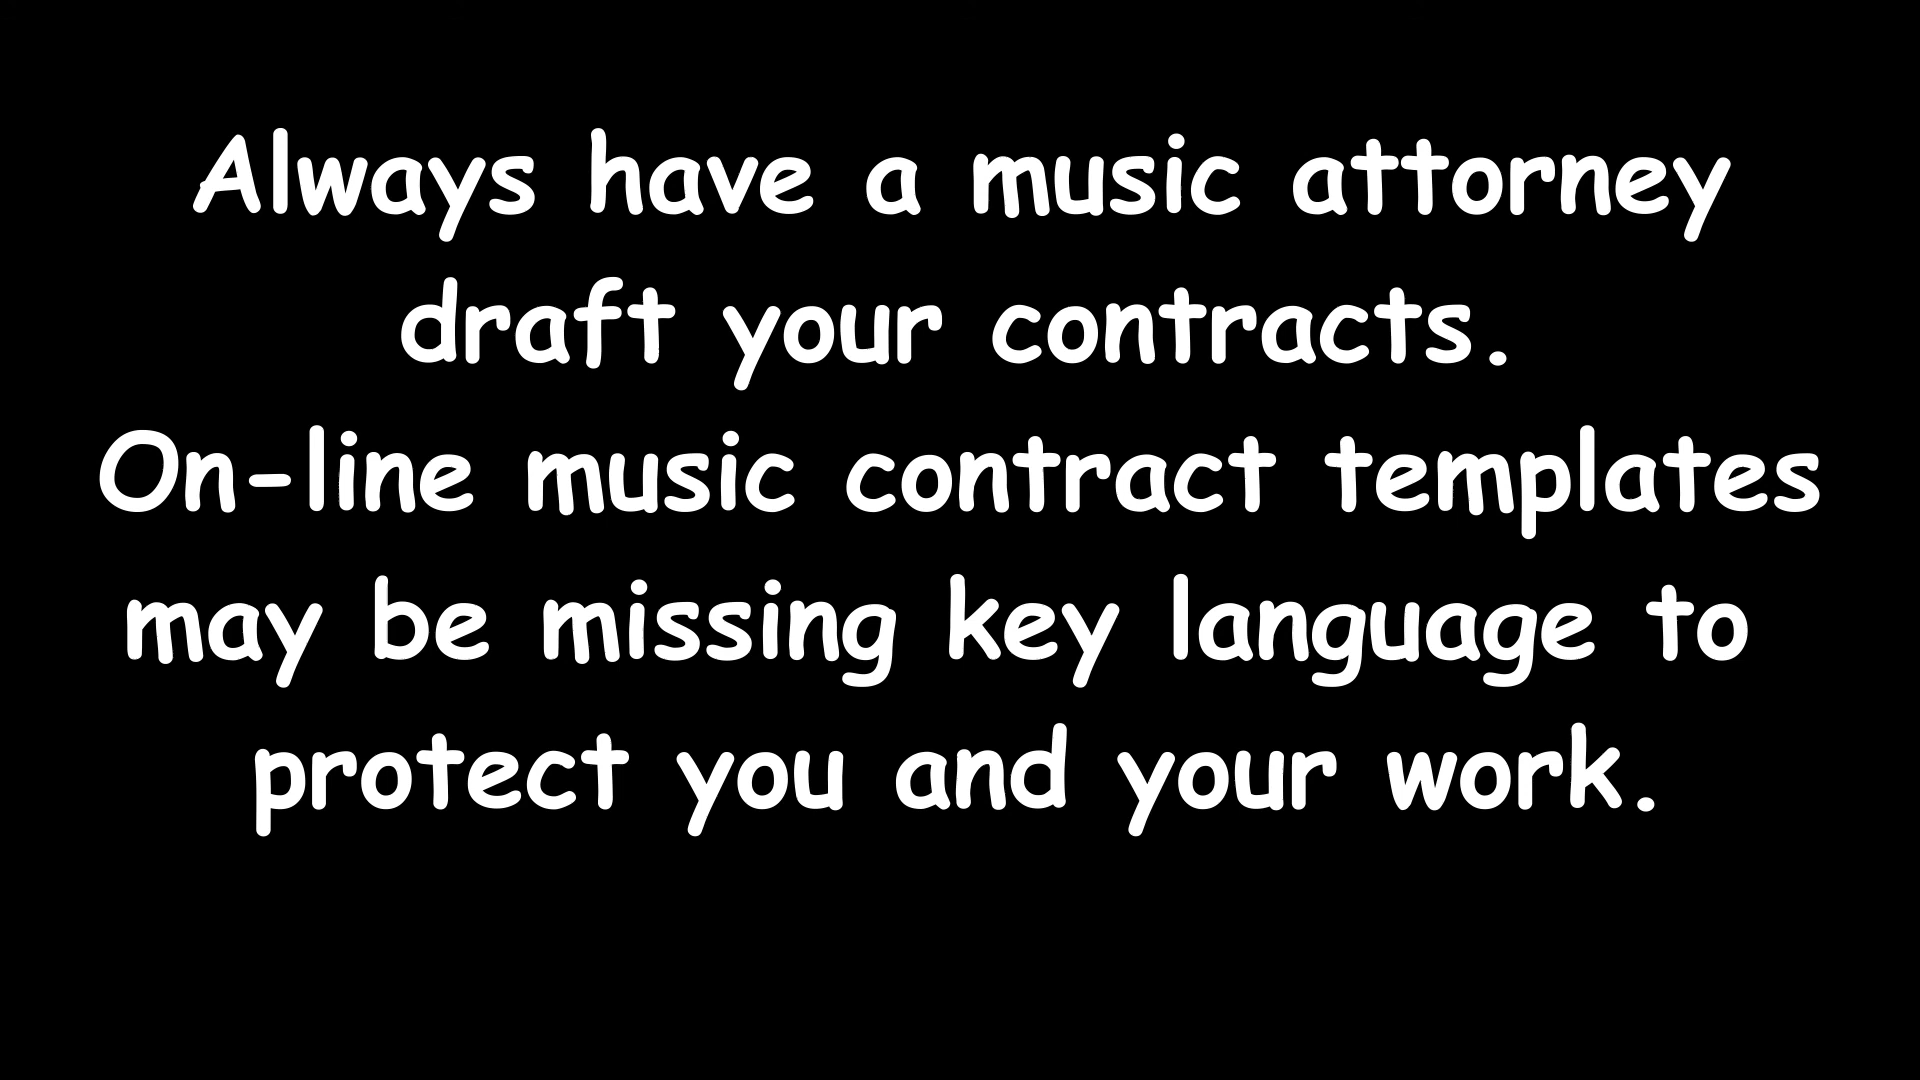 Always have a music attorney
draft your contracts.
On-line music contract templates
may be missing key language to
protect you and your work.